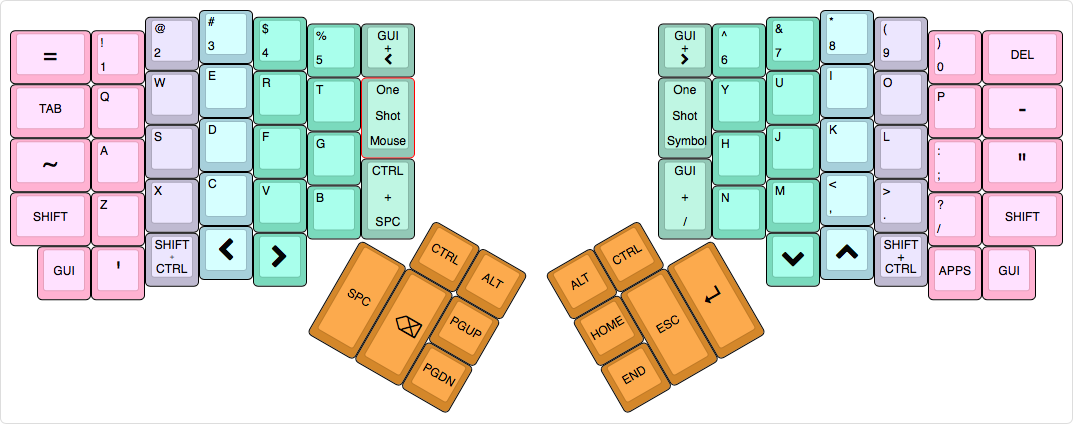 =
!
1
@
2
#
3
$
4
%
5
GUI
+
<
TAB
Q
W
E
R
T
One
Shot
Mouse
~
A
S
D
F
G
SHIFT
Z
X
C
V
B
CTRL
+
SPC
GUI
'
SHIFT
+
CTRL
<
>
SPC
⌫
CTRL
ALT
PGUP
PGDN
GUI
+
>
^
6
&
7
*
8
(
9
)
0
DEL
One
Shot
Symbol
Y
U
I
O
P
-
H
J
K
L
:
;
"
GUI
+
/
N
M
<
,
>
.
?
/
SHIFT
SHIFT
+
CTRL
APPS
GUI
ALT
CTRL
HOME
END
ESC
↵